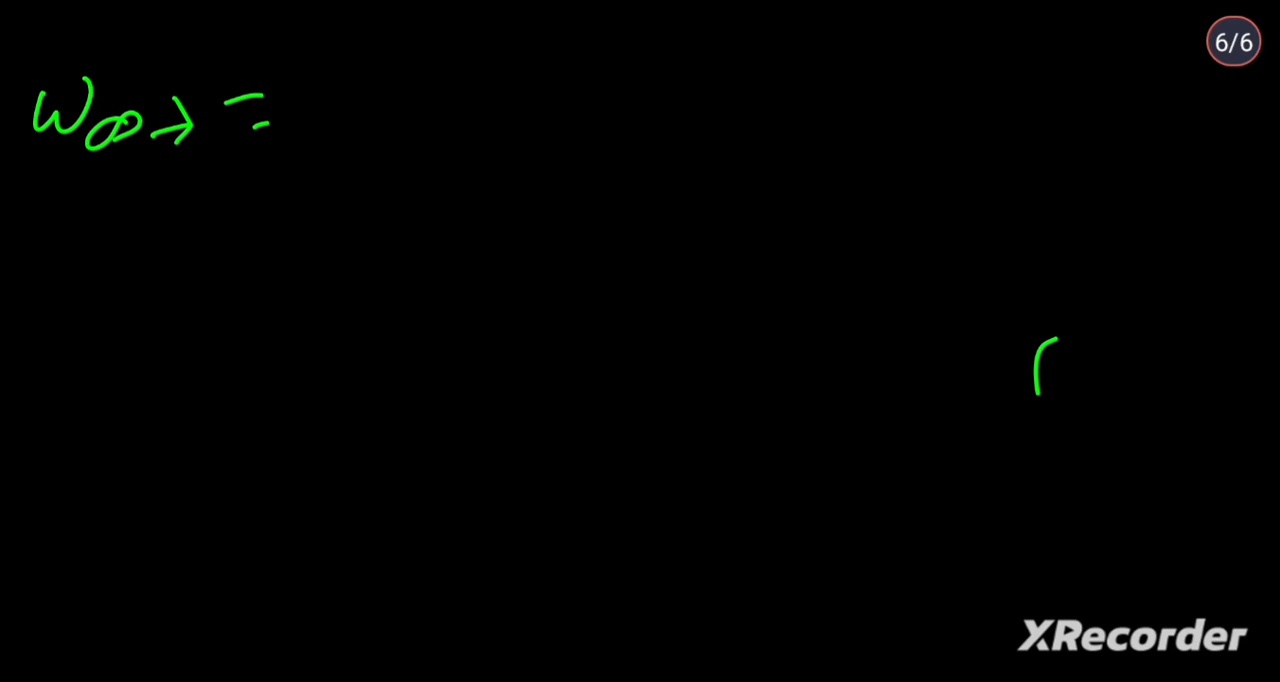 6/6
W∞→ =
(
XRecorder